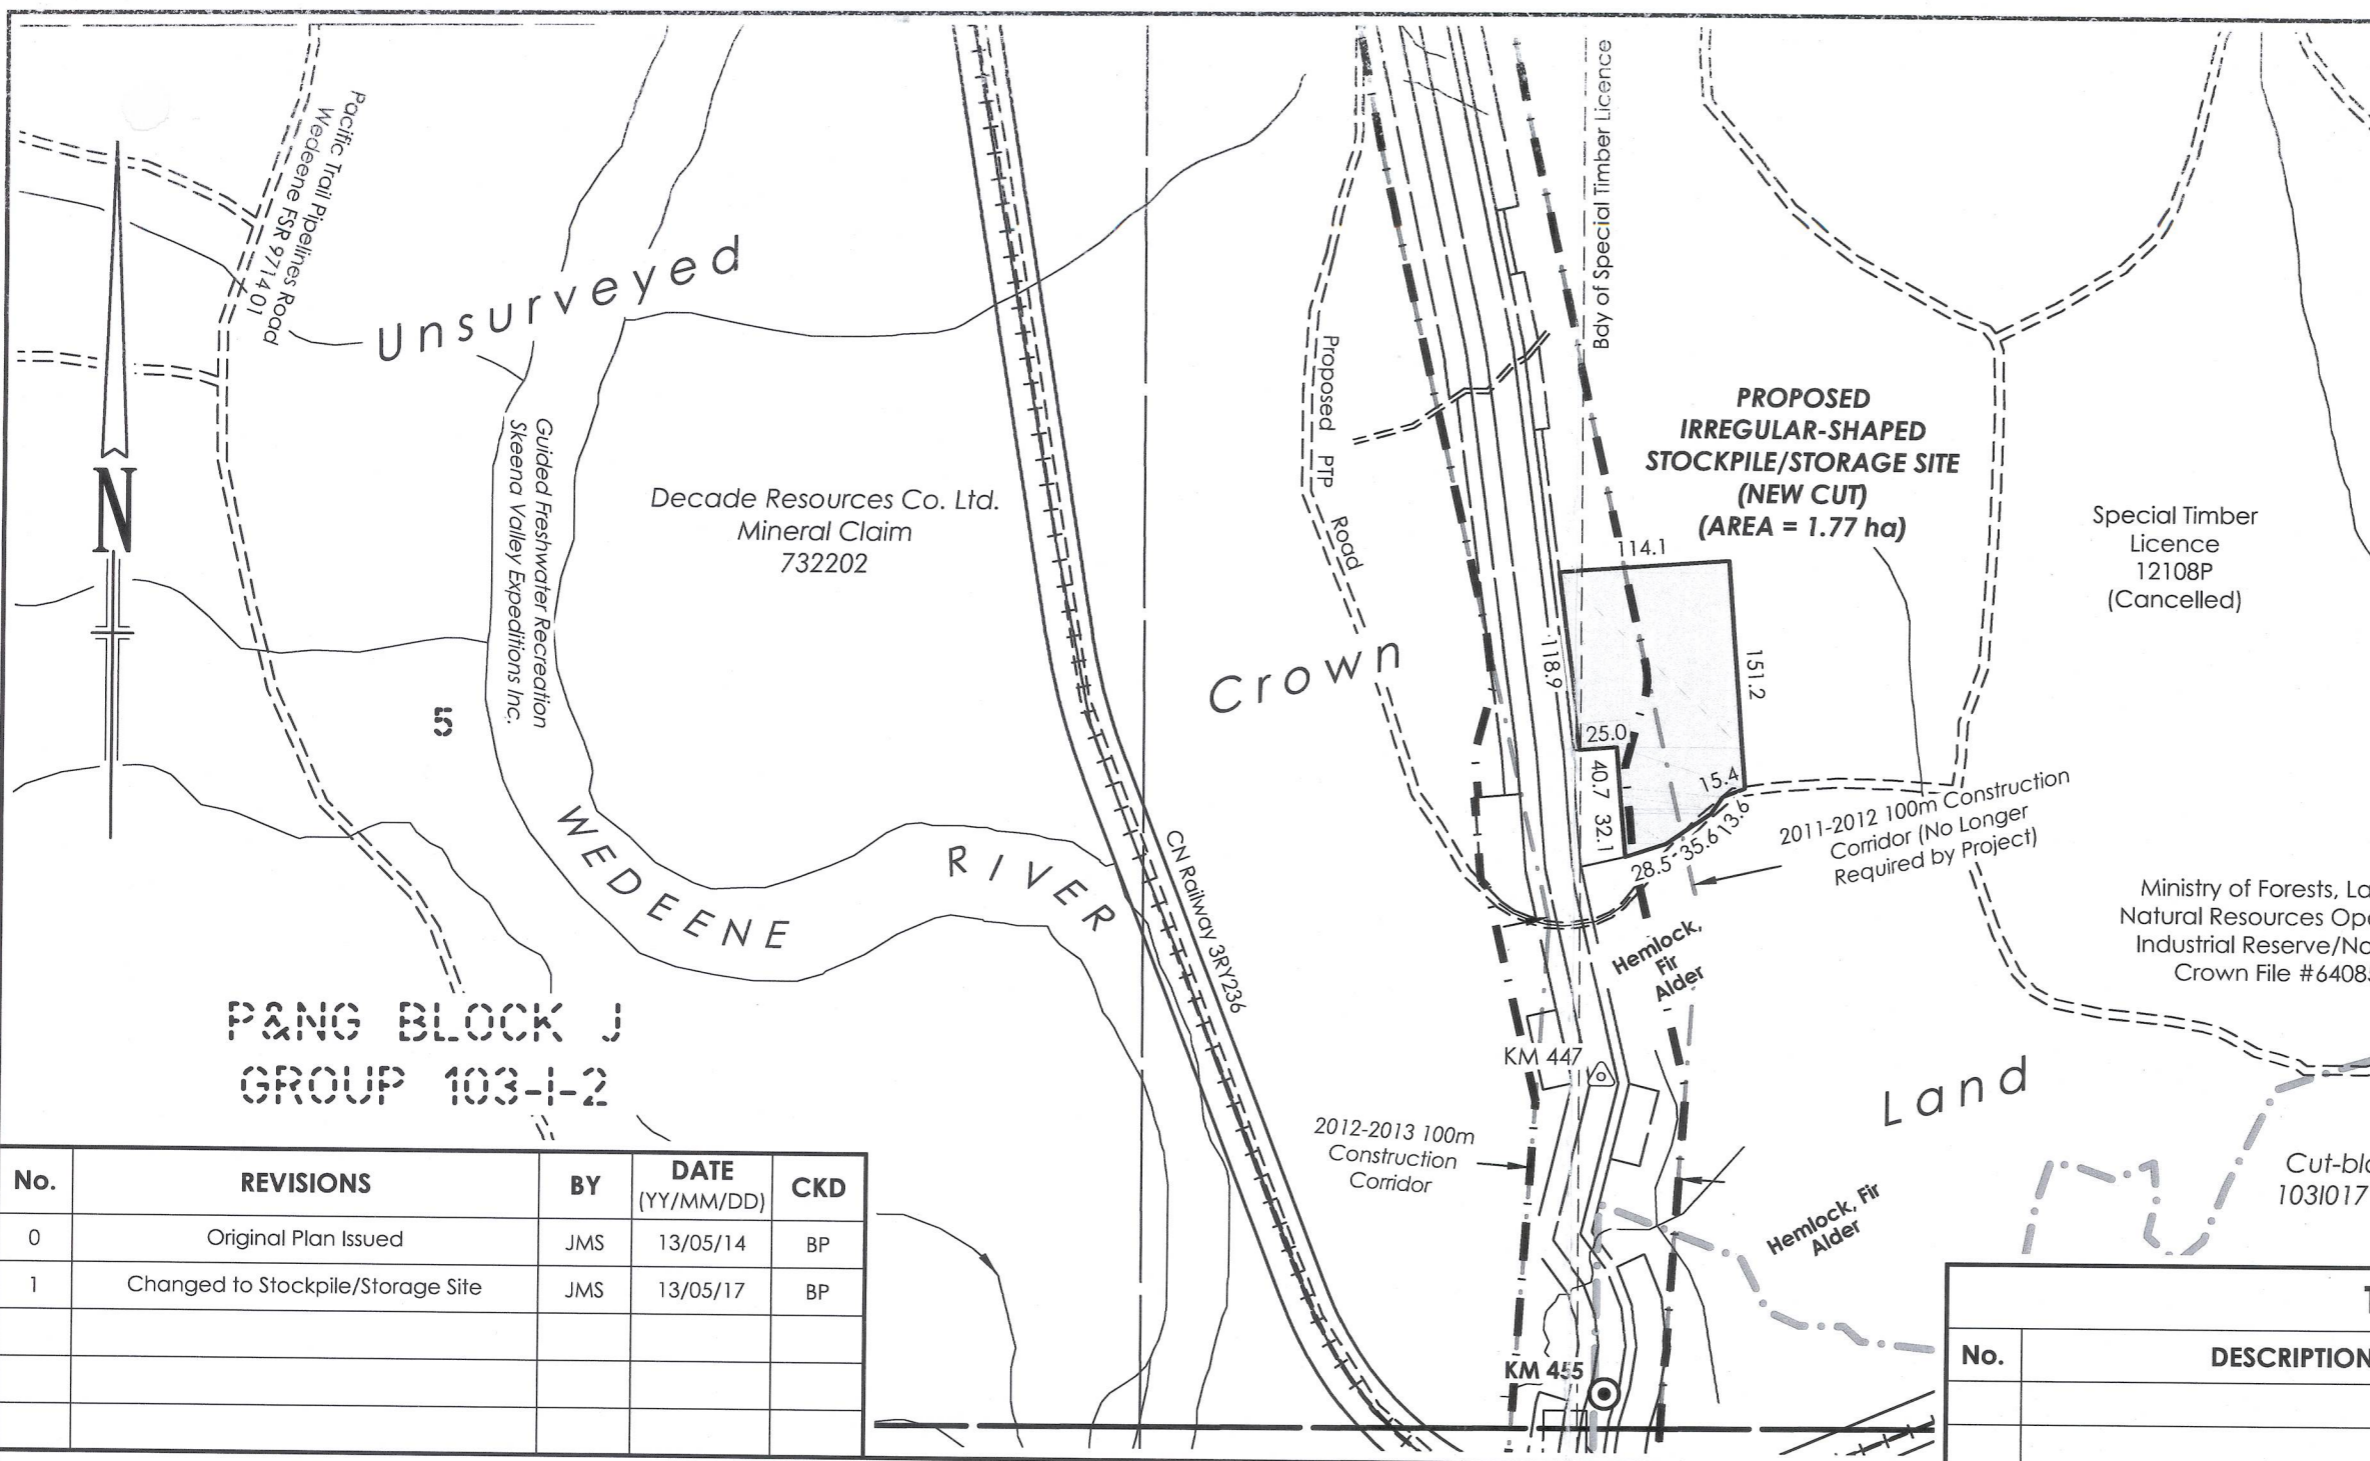 Pacific Trail Pipelines Road
Wedeene FSR 9714 01
Unsurveyed
N
Guided Freshwater Recreation
Skeena Valley Expeditions Inc.
Decade Resources Co. Ltd.
Mineral Claim
732202
5
WEDEENE
RIVER
CN Railway 3RY236
P&NG BLOCK J
GROUP 103-I-2
Bdy of Special Timber Licence
Proposed PTP Road
Crown
PROPOSED
IRREGULAR-SHAPED
STOCKPILE/STORAGE SITE
(NEW CUT)
(AREA = 1.77 ha)
114.1
118.9
151.2
25.0
40.7
32.1
15.4
13.6
35.6
28.5
Special Timber
Licence
12108P
(Cancelled)
2011-2012 100m Construction
Corridor (No Longer
Required by Project)
Ministry of Forests, La
Natural Resources Ope
Industrial Reserve/No
Crown File #6408
Hemlock,
Fir
Alder
KM 447
Land
2012-2013 100m
Construction
Corridor
Hemlock, Fir
Alder
Cut-blo
103I017
KM 455
No. REVISIONS BY DATE (YY/MM/DD) CKD
0 Original Plan Issued JMS 13/05/14 BP
1 Changed to Stockpile/Storage Site JMS 13/05/17 BP
No. DESCRIPTION